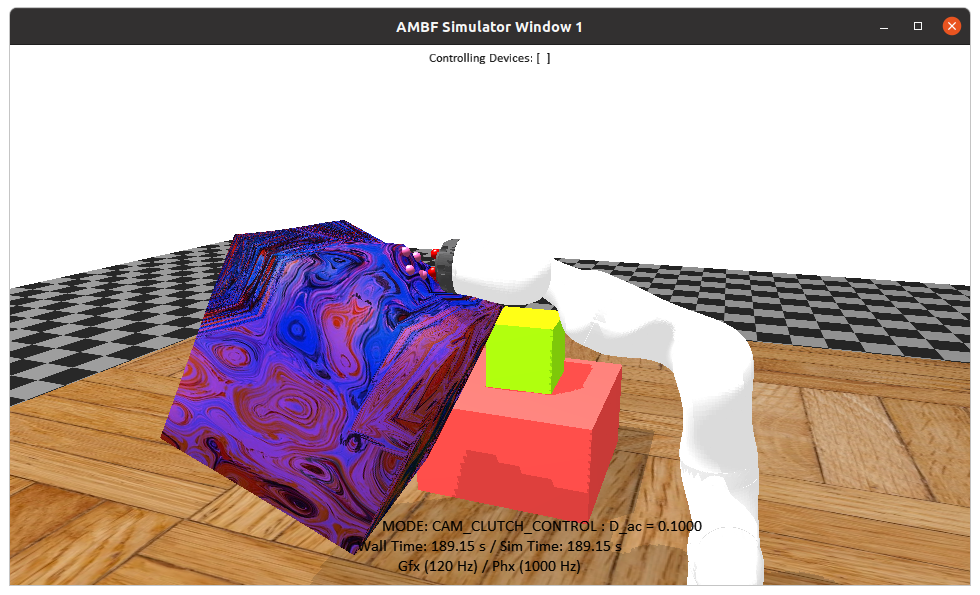 AMBF Simulator Window 1
Controlling Devices: [  ]
MODE: CAM_CLUTCH_CONTROL : D_ac = 0.1000
Wall Time: 189.15 s / Sim Time: 189.15 s
Gfx (120 Hz) / Phx (1000 Hz)